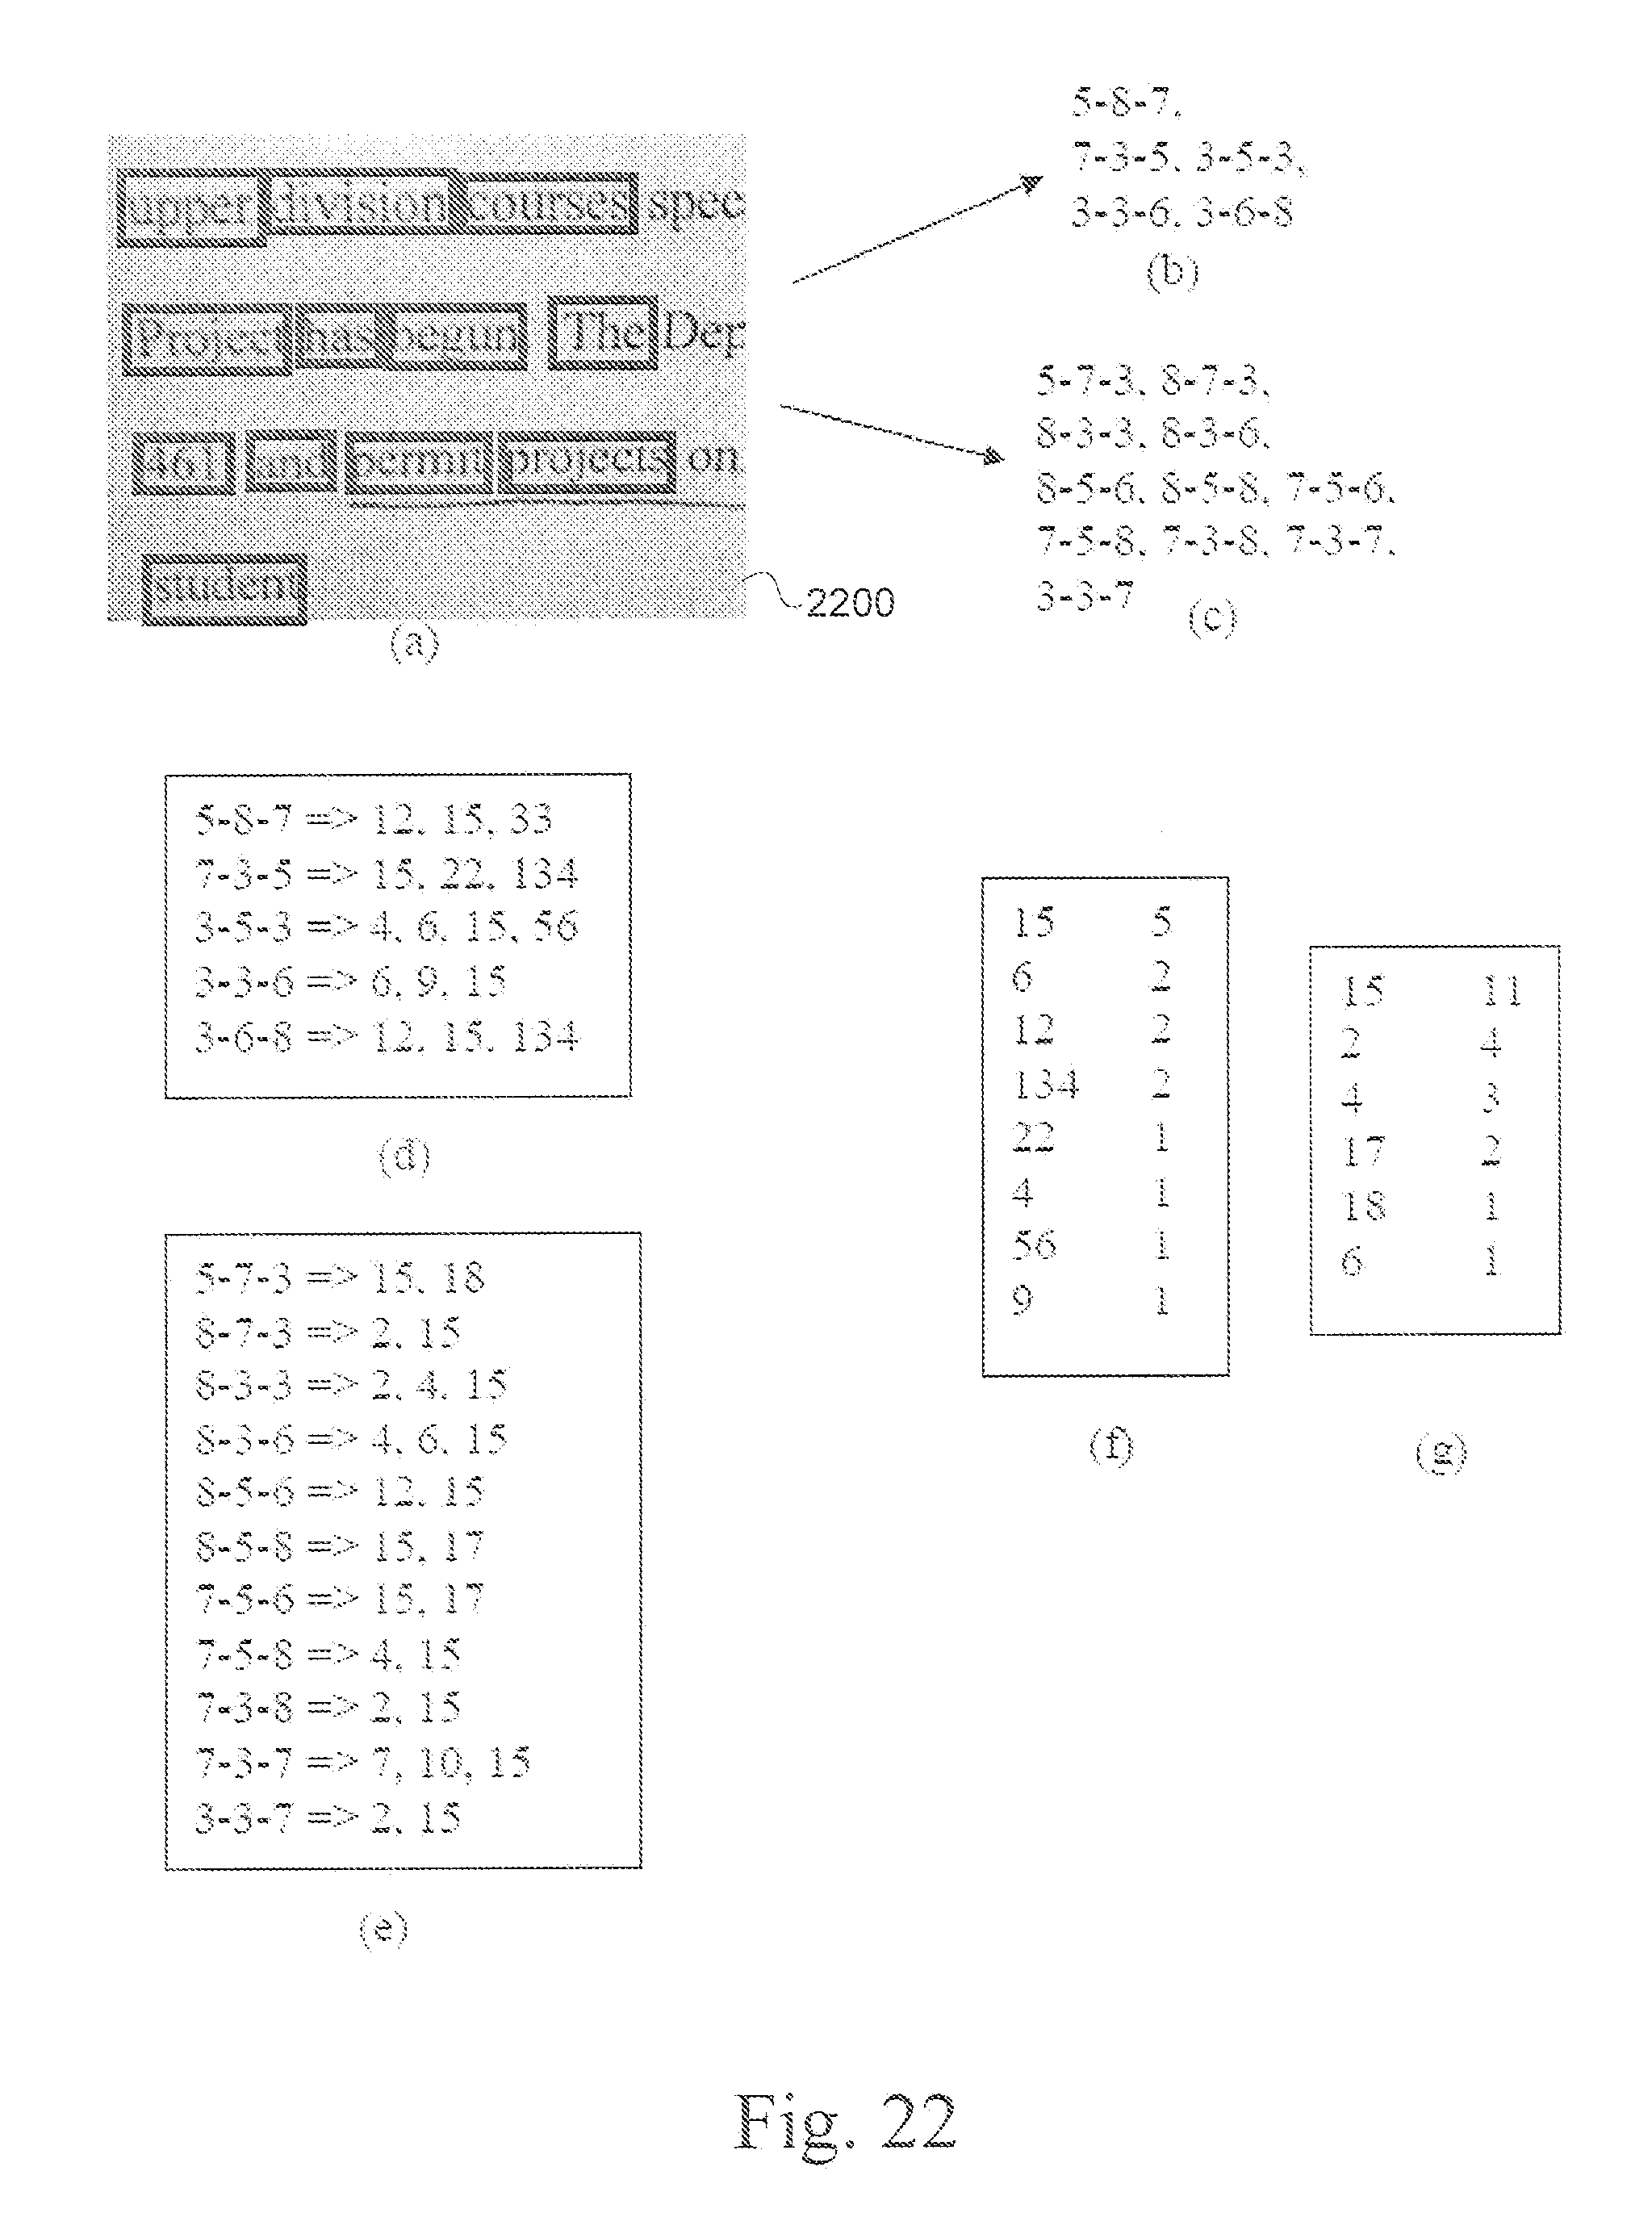 upper division courses spec
Project has begun The Dep
461 and permit projects on
student
2200
(a)
5-8-7,
7-3-5, 3-5-3,
3-3-6, 3-6-8
(b)
5-7-3, 8-7-3,
8-3-3, 8-3-6,
8-5-6, 8-5-8, 7-5-6,
7-5-8, 7-3-8, 7-3-7,
3-3-7
(c)
5-8-7 => 12, 15, 33
7-3-5 => 15, 22, 134
3-5-3 => 4, 6, 15, 56
3-3-6 => 6, 9, 15
3-6-8 => 12, 15, 134
(d)
5-7-3 => 15, 18
8-7-3 => 2, 15
8-3-3 => 2, 4, 15
8-3-6 => 4, 6, 15
8-5-6 => 12, 15
8-5-8 => 15, 17
7-5-6 => 15, 17
7-5-8 => 4, 15
7-3-8 => 2, 15
7-3-7 => 7, 10, 15
3-3-7 => 2, 15
(e)
15 5
6 2
12 2
134 2
22 1
4 1
56 1
9 1
(f)
15 11
2 4
4 3
17 2
18 1
6 1
(g)
Fig. 22